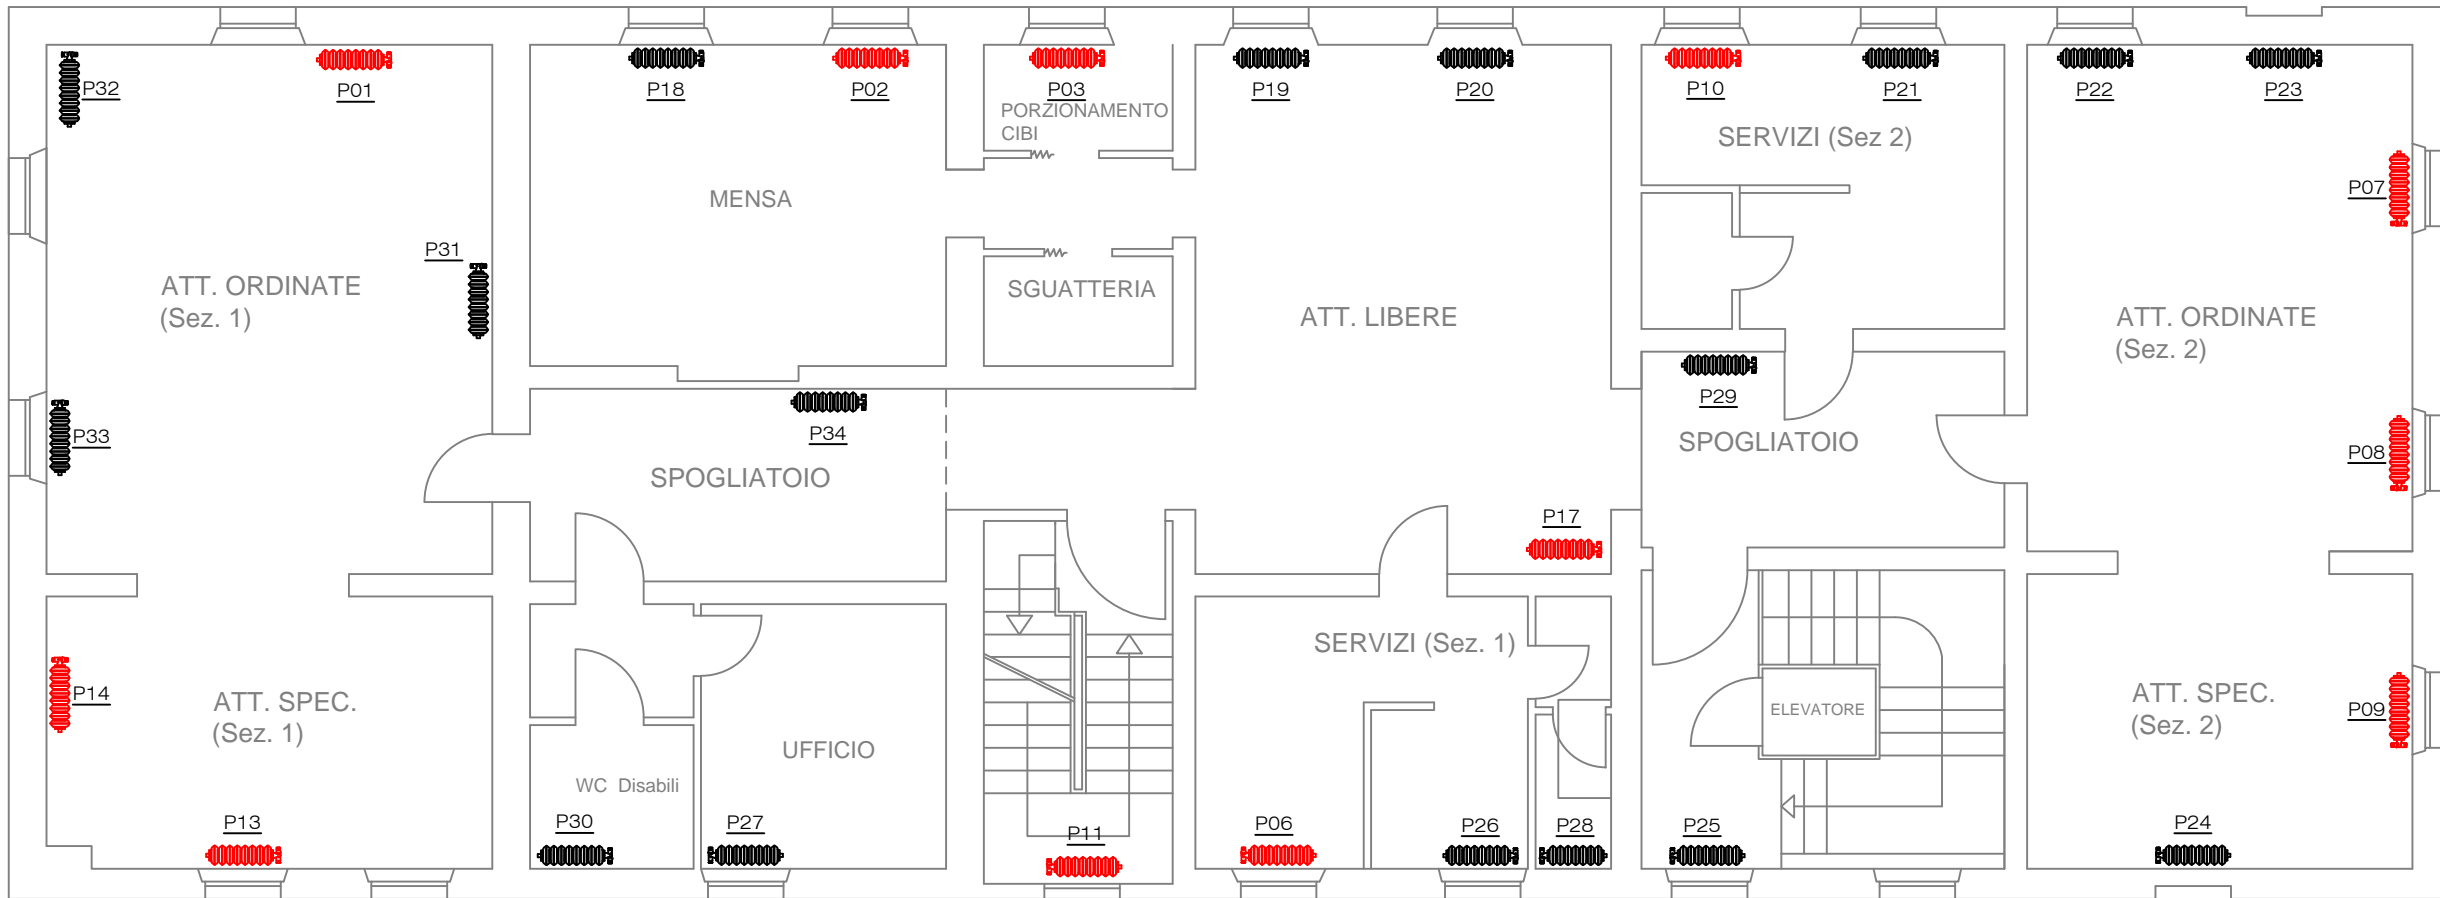 P32
P01
P18
P02
P03
PORZIONAMENTO
CIBI
P19
P20
P10
P21
P22
P23
SERVIZI (Sez 2)
MENSA
P07
P31
ATT. ORDINATE
(Sez. 1)
SGUATTERIA
ATT. LIBERE
ATT. ORDINATE
(Sez. 2)
P29
P33
P34
SPOGLIATOIO
SPOGLIATOIO
P08
P17
P14
ATT. SPEC.
(Sez. 1)
UFFICIO
WC Disabili
SERVIZI (Sez. 1)
ELEVATORE
ATT. SPEC.
(Sez. 2)
P09
P13
P30
P27
P11
P06
P26
P28
P25
P24